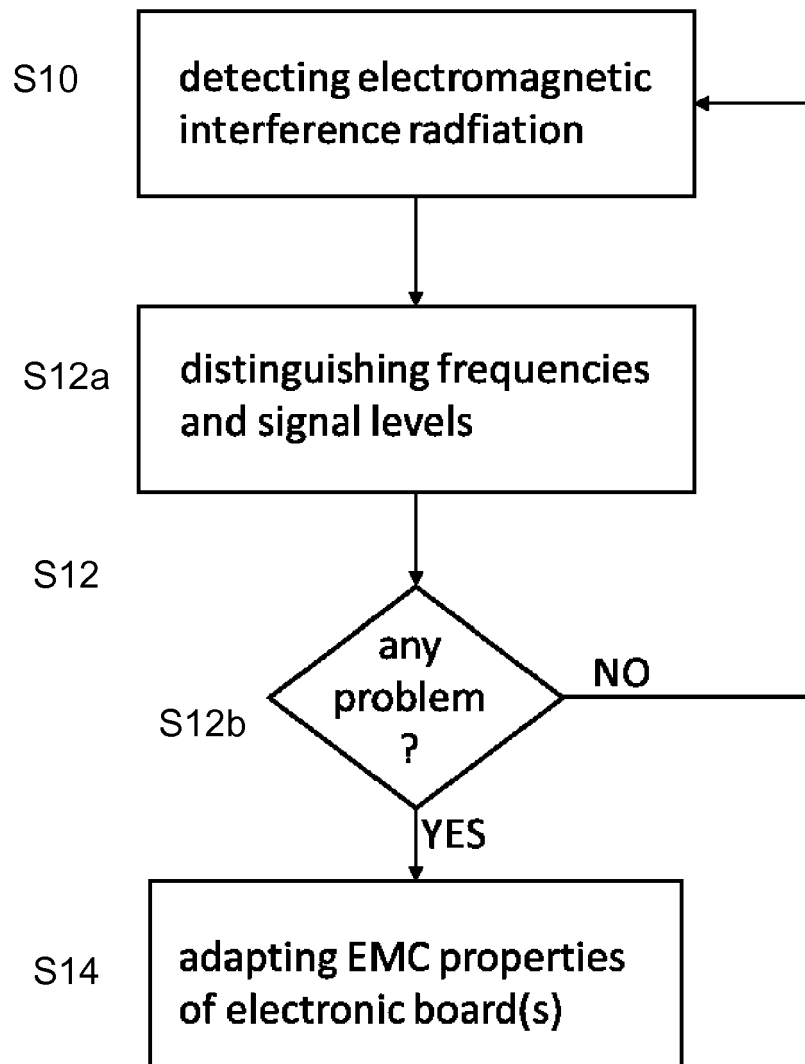 S10
detecting electromagnetic
interference radfiation
S12a
distinguishing frequencies
and signal levels
S12
any
problem
?
NO
S12b
YES
S14
adapting EMC properties
of electronic board(s)